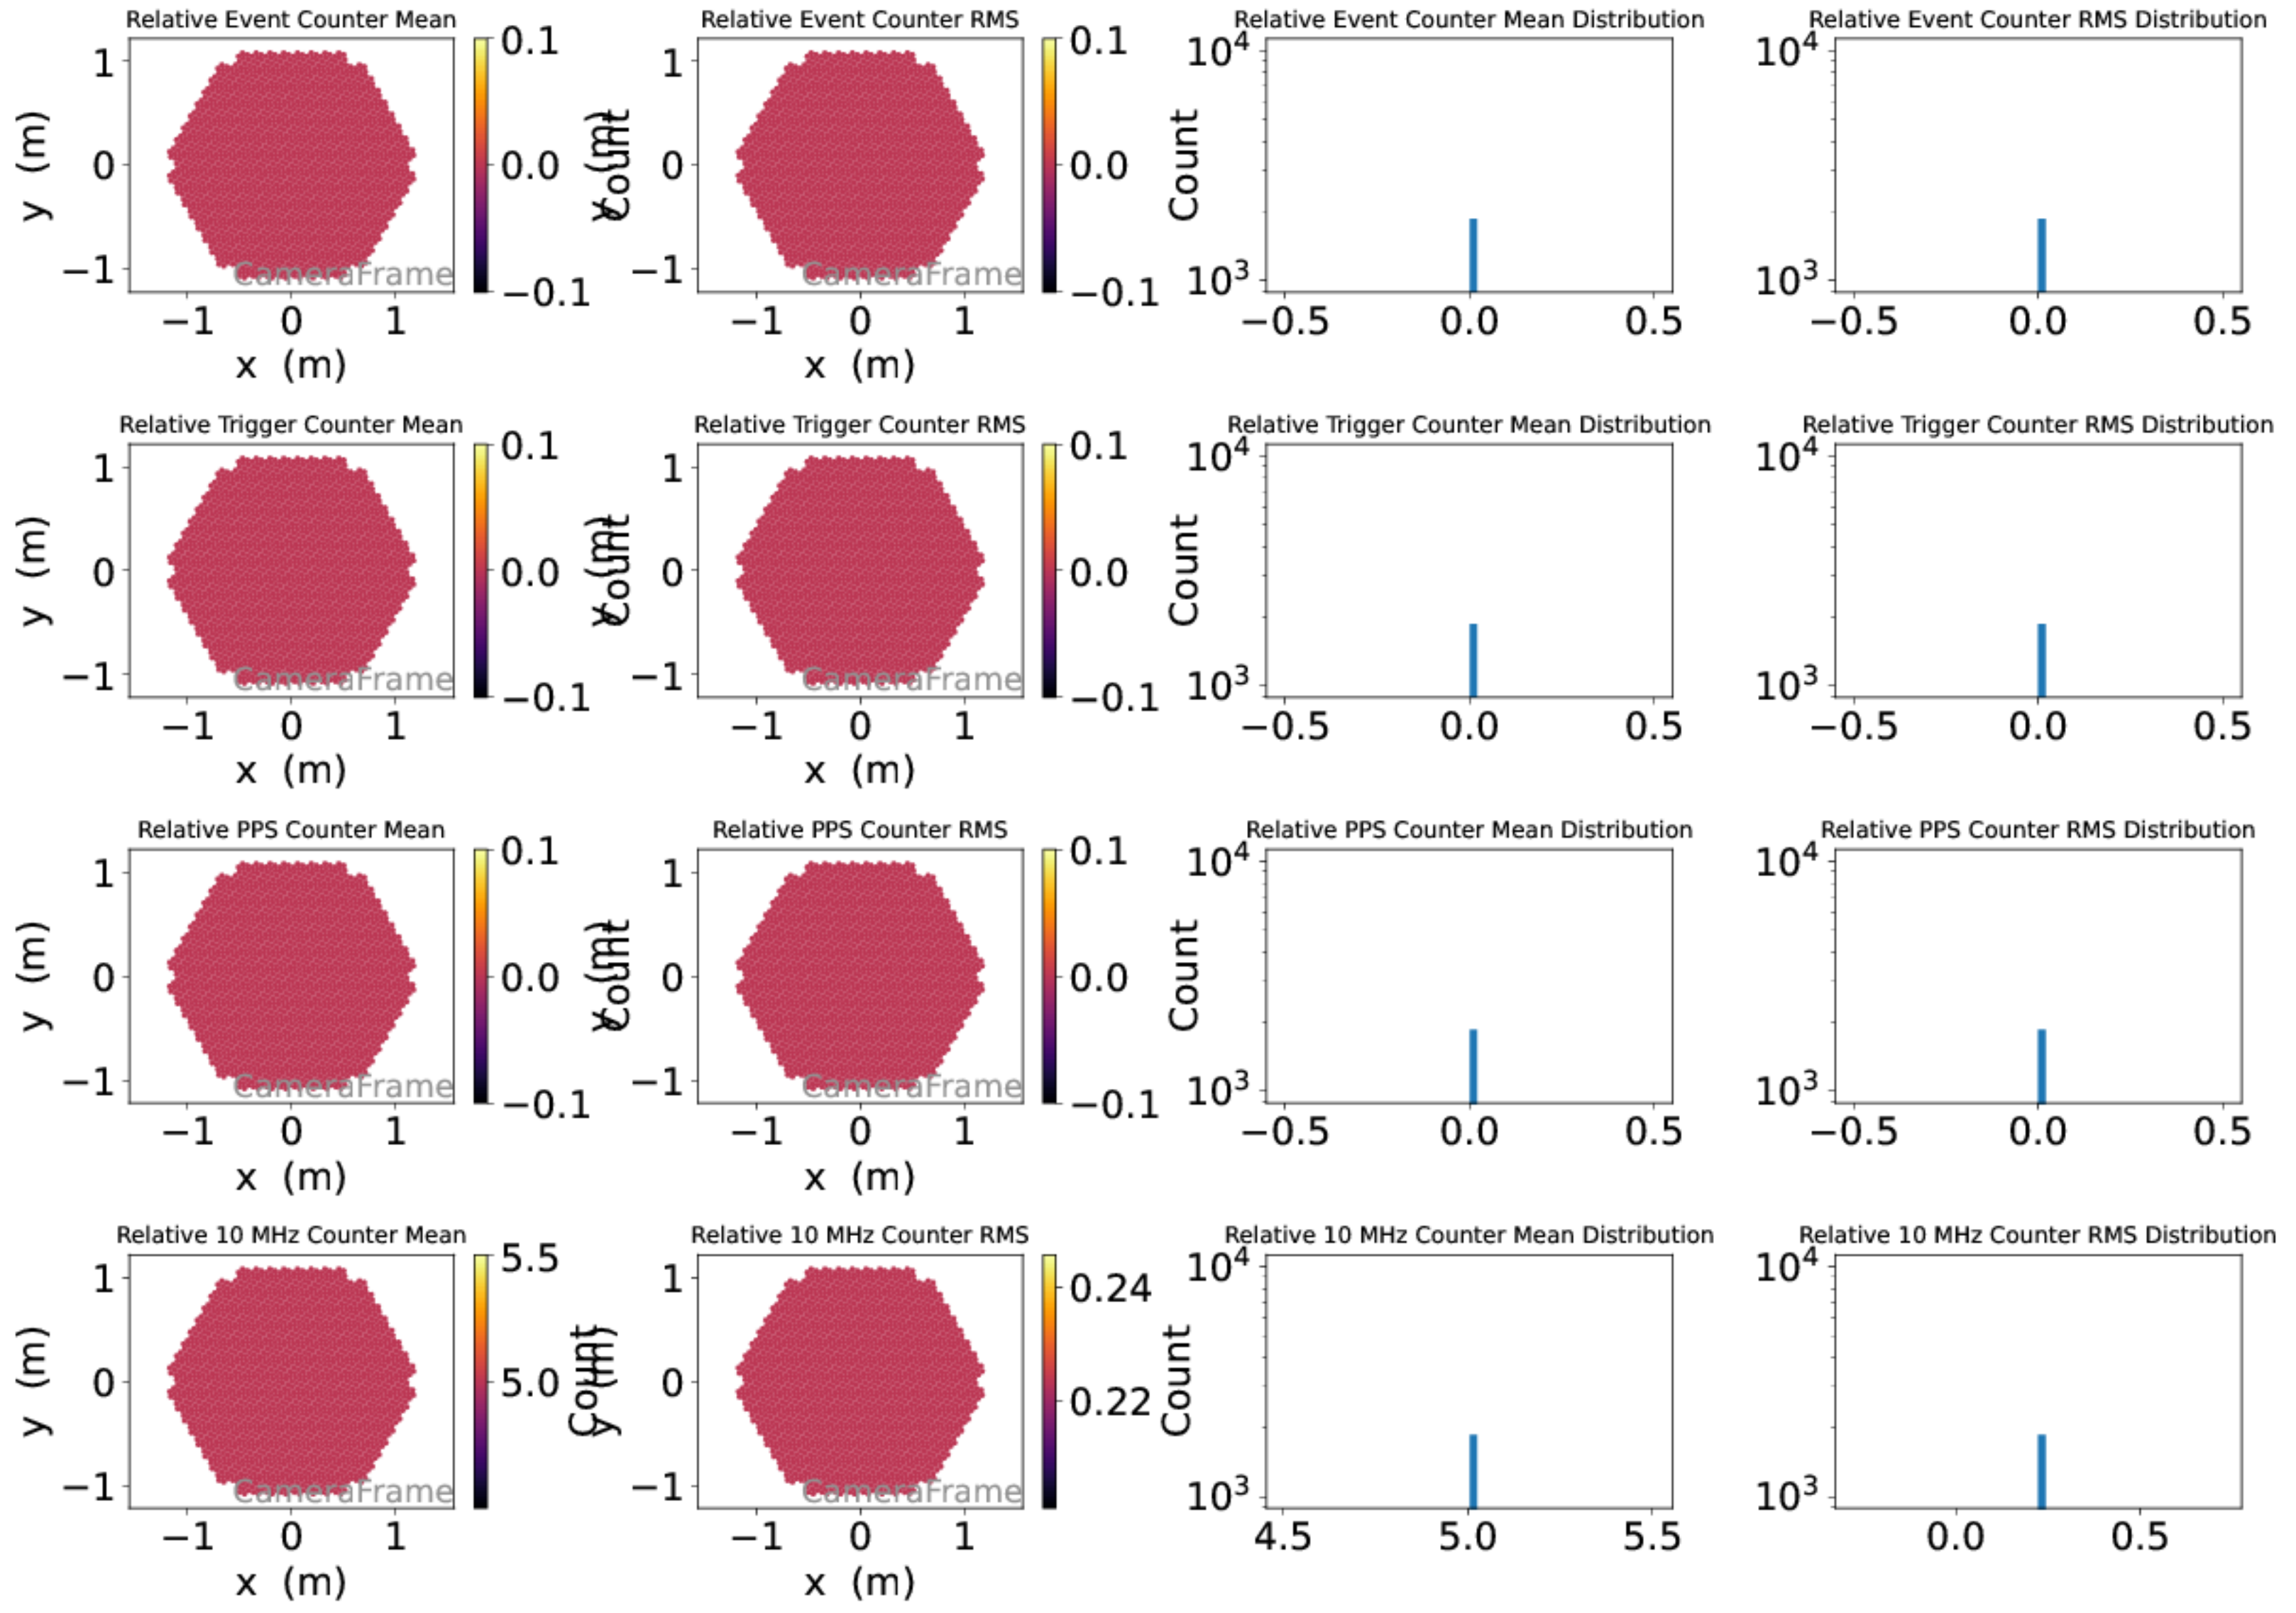 Relative Event Counter Mean
Relative Event Counter RMS
Relative Event Counter Mean Distribution
Relative Event Counter RMS Distribution
y (m)
1
0
−1
CameraFrame
−1 0 1
x (m)
0.1
0.0
−0.1
Count
y (m)
1
0
−1
CameraFrame
−1 0 1
x (m)
0.1
0.0
−0.1
Count
10⁴
10³
−0.5 0.0 0.5
10⁴
10³
−0.5 0.0 0.5
Relative Trigger Counter Mean
Relative Trigger Counter RMS
Relative Trigger Counter Mean Distribution
Relative Trigger Counter RMS Distribution
y (m)
1
0
−1
CameraFrame
−1 0 1
x (m)
0.1
0.0
−0.1
Count
y (m)
1
0
−1
CameraFrame
−1 0 1
x (m)
0.1
0.0
−0.1
Count
10⁴
10³
−0.5 0.0 0.5
10⁴
10³
−0.5 0.0 0.5
Relative PPS Counter Mean
Relative PPS Counter RMS
Relative PPS Counter Mean Distribution
Relative PPS Counter RMS Distribution
y (m)
1
0
−1
CameraFrame
−1 0 1
x (m)
0.1
0.0
−0.1
Count
y (m)
1
0
−1
CameraFrame
−1 0 1
x (m)
0.1
0.0
−0.1
Count
10⁴
10³
−0.5 0.0 0.5
10⁴
10³
−0.5 0.0 0.5
Relative 10 MHz Counter Mean
Relative 10 MHz Counter RMS
Relative 10 MHz Counter Mean Distribution
Relative 10 MHz Counter RMS Distribution
y (m)
1
0
−1
CameraFrame
−1 0 1
x (m)
5.5
5.0
Count
y (m)
1
0
−1
CameraFrame
−1 0 1
x (m)
0.24
0.22
Count
10⁴
10³
4.5 5.0 5.5
10⁴
10³
0.0 0.5